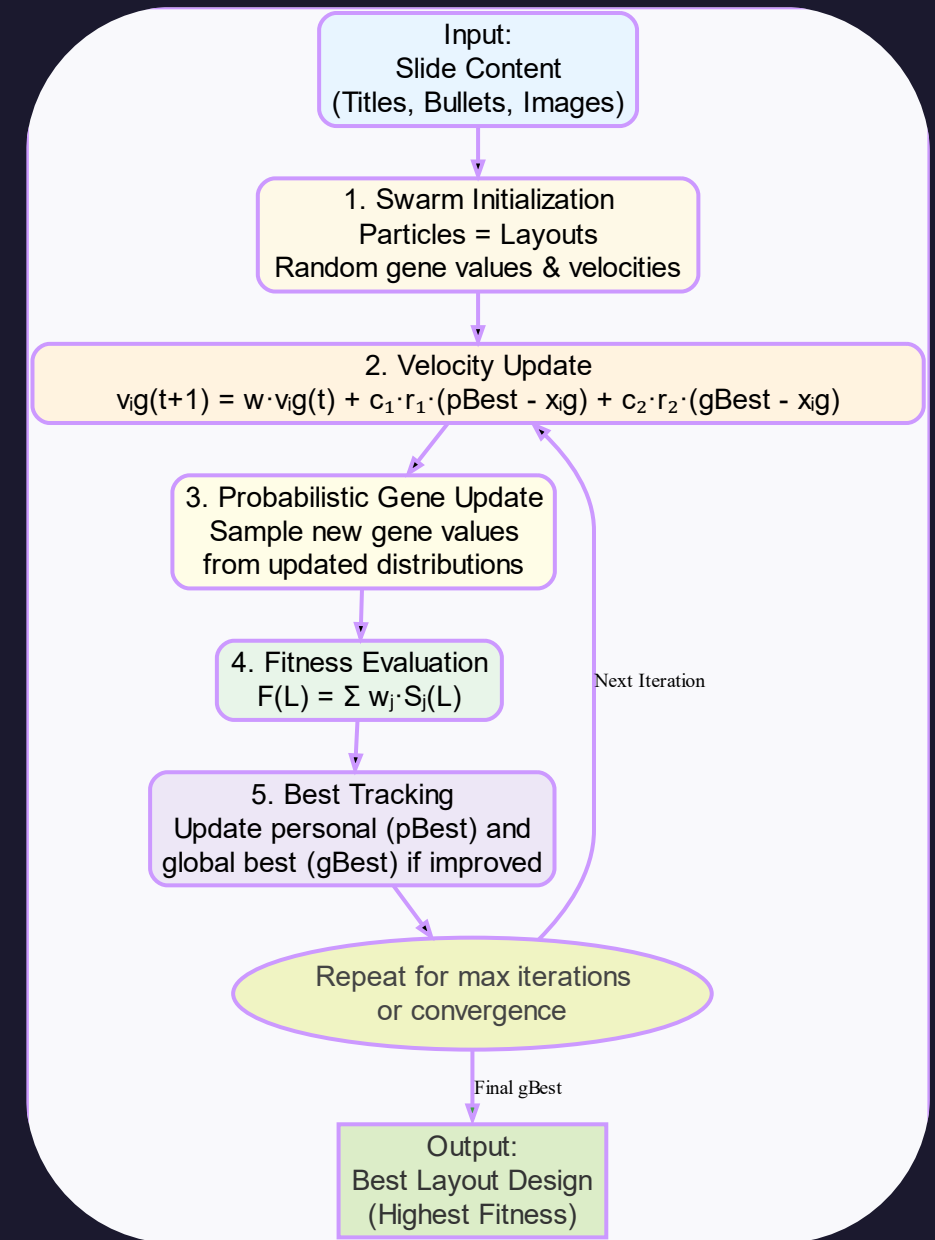 Input:
Slide Content
(Titles, Bullets, Images)
1. Swarm Initialization
Particles = Layouts
Random gene values & velocities
2. Velocity Update
vᵢg(t+1) = w·vᵢg(t) + c₁·r₁·(pBest - xᵢg) + c₂·r₂·(gBest - xᵢg)
3. Probabilistic Gene Update
Sample new gene values
from updated distributions
4. Fitness Evaluation
F(L) = Σ wⱼ·Sⱼ(L)
Next Iteration
5. Best Tracking
Update personal (pBest) and
global best (gBest) if improved
Repeat for max iterations
or convergence
Final gBest
Output:
Best Layout Design
(Highest Fitness)